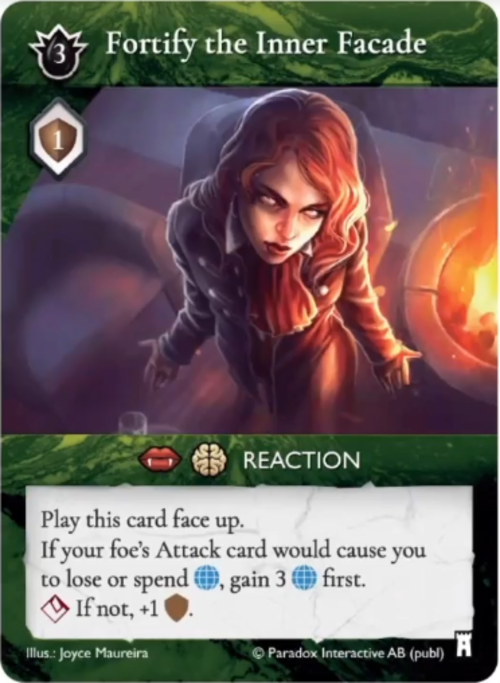 3 Fortify the Inner Facade
1
REACTION
Play this card face up.
If your foe's Attack card would cause you
to lose or spend , gain 3 first.
If not, +1 .
Illus.: Joyce Maureira © Paradox Interactive AB (publ)